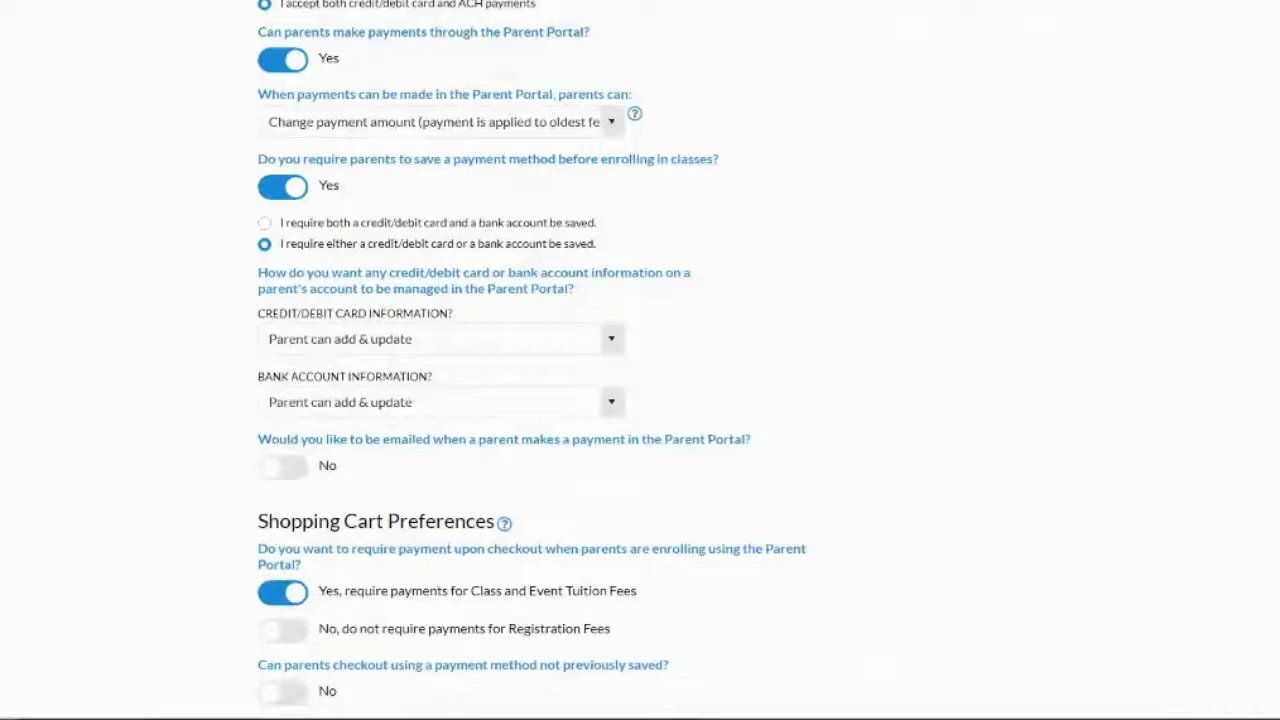 I accept both credit/debit card and ACH payments
Can parents make payments through the Parent Portal?
Yes
When payments can be made in the Parent Portal, parents can:
Change payment amount (payment is applied to oldest fe
Do you require parents to save a payment method before enrolling in classes?
Yes
I require both a credit/debit card and a bank account be saved.
I require either a credit/debit card or a bank account be saved.
How do you want any credit/debit card or bank account information on a
parent's account to be managed in the Parent Portal?
CREDIT/DEBIT CARD INFORMATION?
Parent can add & update
BANK ACCOUNT INFORMATION?
Parent can add & update
Would you like to be emailed when a parent makes a payment in the Parent Portal?
No
Shopping Cart Preferences
Do you want to require payment upon checkout when parents are enrolling using the Parent
Portal?
Yes, require payments for Class and Event Tuition Fees
No, do not require payments for Registration Fees
Can parents checkout using a payment method not previously saved?
No